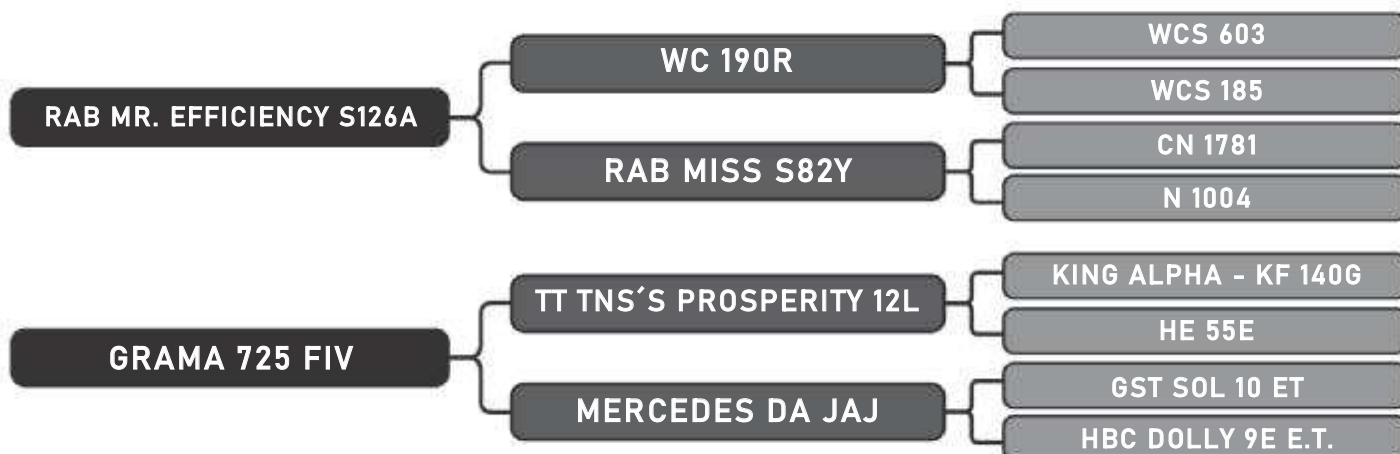 RAB MR. EFFICIENCY S126A
WC 190R
WCS 603
WCS 185
RAB MISS S82Y
CN 1781
N 1004
GRAMA 725 FIV
TT TNS´S PROSPERITY 12L
KING ALPHA - KF 140G
HE 55E
MERCEDES DA JAJ
GST SOL 10 ET
HBC DOLLY 9E E.T.